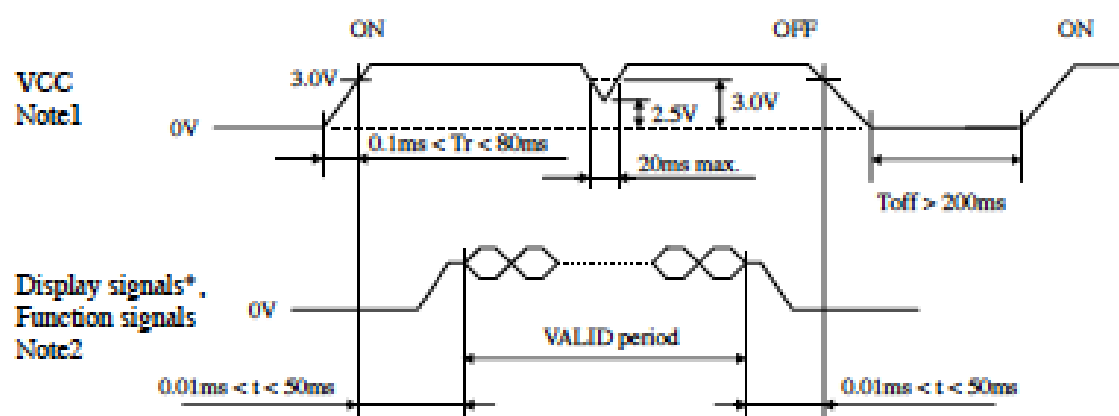 ON
OFF
ON
VCC
Note1
3.0V
3.0V
2.5V
0V
0.1ms < Tr < 80ms
20ms max.
Toff > 200ms
Display signals*,
Function signals
Note2
0V
VALID period
0.01ms < t < 50ms
0.01ms < t < 50ms